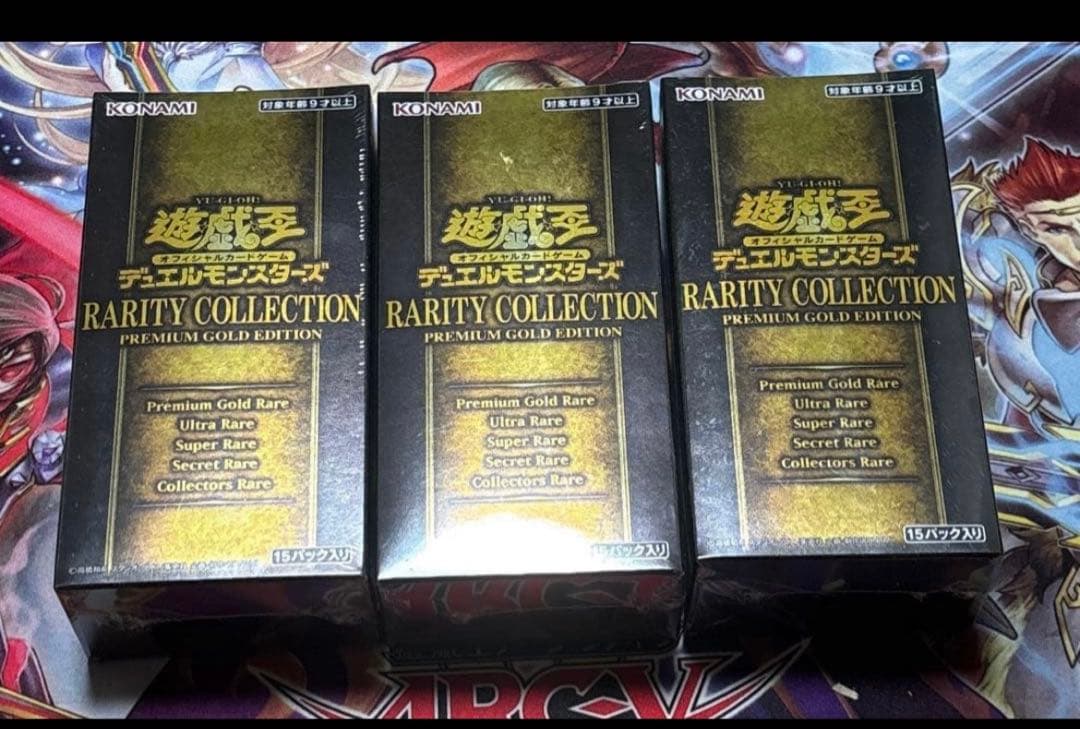 KONAMI
対象年齢9才以上
YU-GI-OH!
遊戯王
オフィシャルカードゲーム
デュエルモンスターズ
RARITY COLLECTION
PREMIUM GOLD EDITION
Premium Gold Rare
Ultra Rare
Super Rare
Secret Rare
Collectors Rare
15パック入り
KONAMI
対象年齢9才以上
YU-GI-OH!
遊戯王
オフィシャルカードゲーム
デュエルモンスターズ
RARITY COLLECTION
PREMIUM GOLD EDITION
Premium Gold Rare
Ultra Rare
Super Rare
Secret Rare
Collectors Rare
15パック入り
KONAMI
対象年齢9才以上
YU-GI-OH!
遊戯王
オフィシャルカードゲーム
デュエルモンスターズ
RARITY COLLECTION
PREMIUM GOLD EDITION
Premium Gold Rare
Ultra Rare
Super Rare
Secret Rare
Collectors Rare
15パック入り
ARC-V